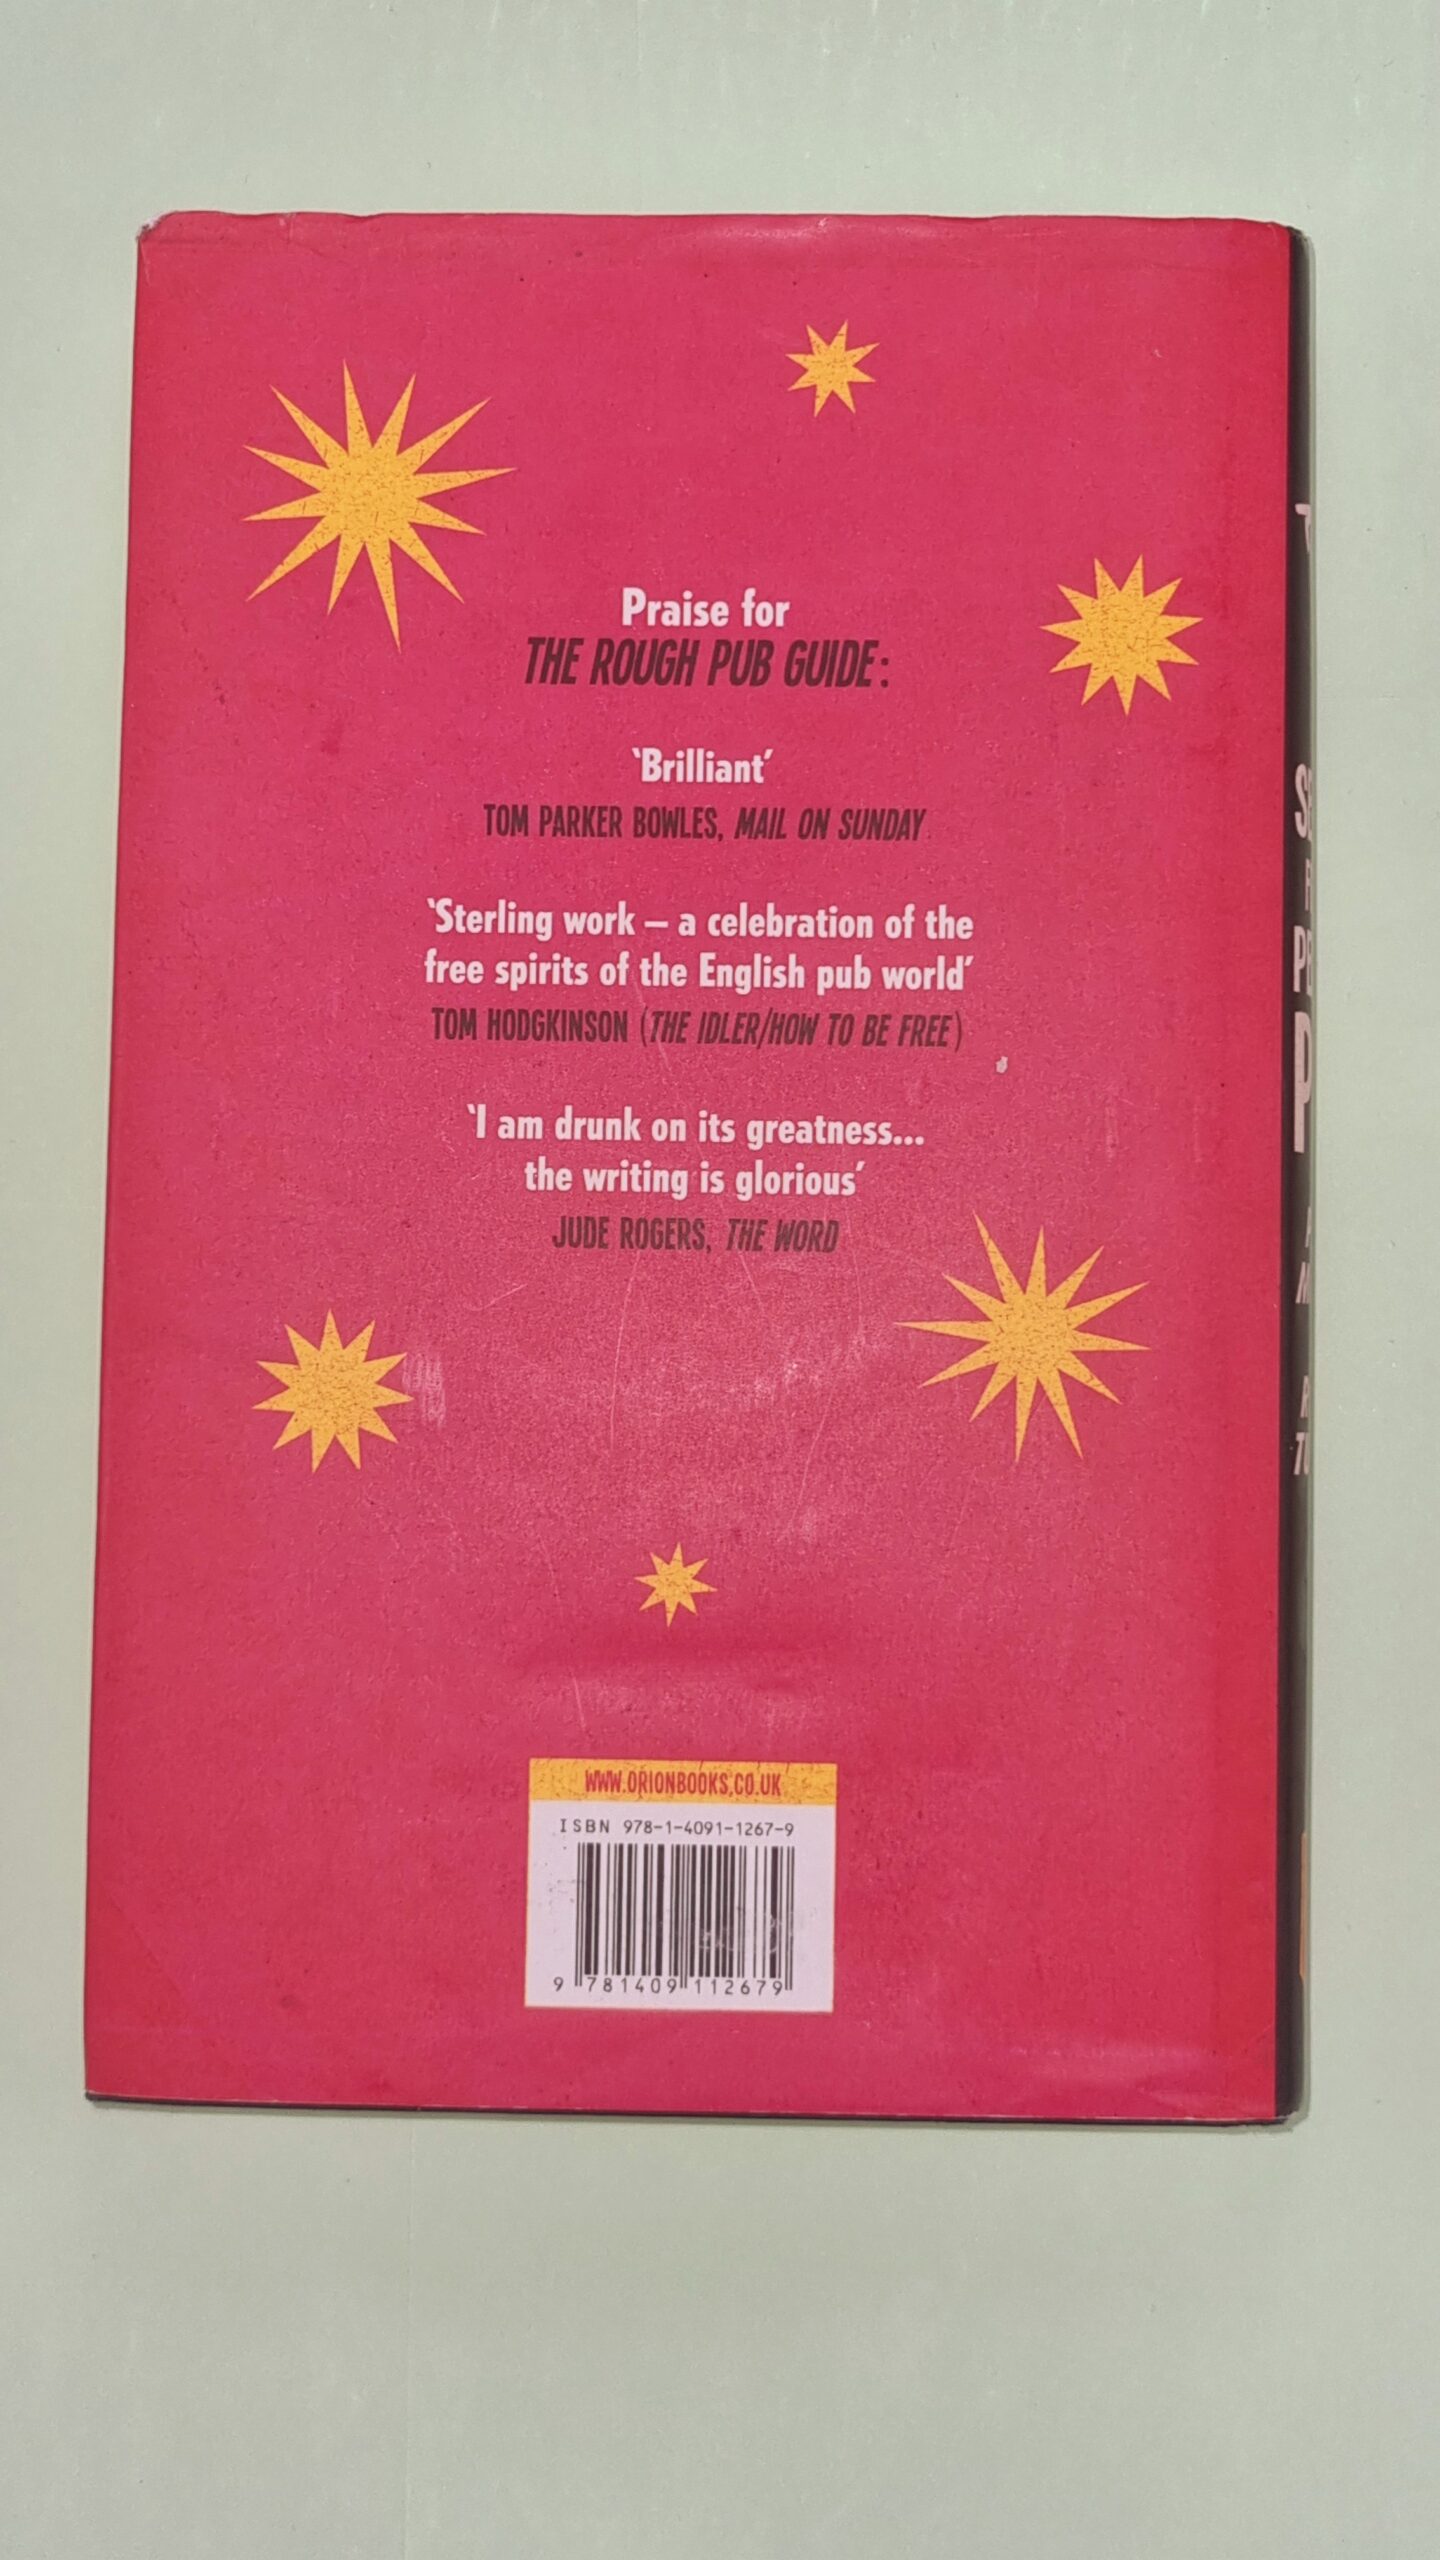 Praise for
THE ROUGH PUB GUIDE:
‘Brilliant’
TOM PARKER BOWLES, MAIL ON SUNDAY
‘Sterling work – a celebration of the
free spirits of the English pub world’
TOM HODGKINSON (THE IDLER/HOW TO BE FREE)
‘I am drunk on its greatness...
the writing is glorious’
JUDE ROGERS, THE WORD
WWW.ORIONBOOKS.CO.UK
ISBN 978-1-4091-1267-9
9 781409 112679